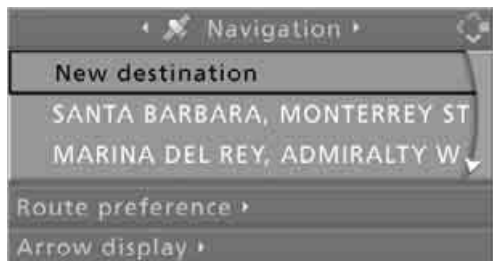 Navigation
New destination
SANTA BARBARA, MONTERREY ST
MARINA DEL REY, ADMIRALTY W
Route preference
Arrow display